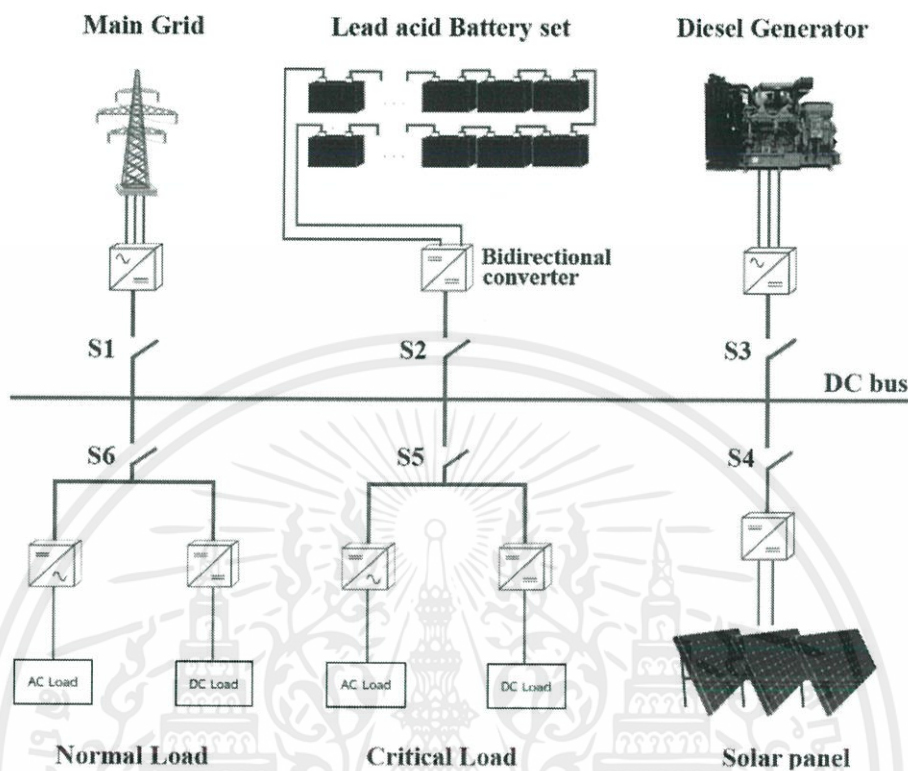 Main Grid
Lead acid Battery set
Diesel Generator
Bidirectional
converter
S1
S2
S3
DC bus
S6
S5
S4
AC Load
DC Load
AC Load
DC Load
Normal Load
Critical Load
Solar panel